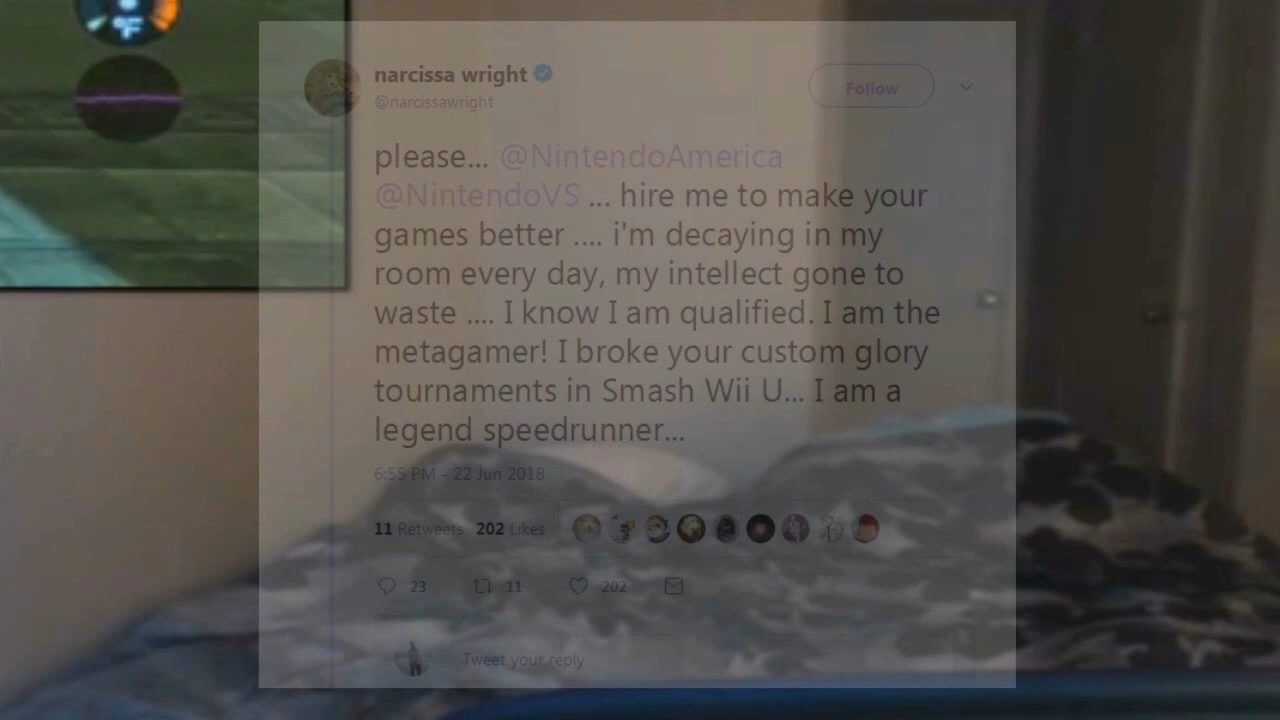 °F
narcissa wright
@narcissawright
Follow
please... @NintendoAmerica
@NintendoVS ... hire me to make your
games better .... i'm decaying in my
room every day, my intellect gone to
waste .... I know I am qualified. I am the
metagamer! I broke your custom glory
tournaments in Smash Wii U... I am a
legend speedrunner...
6:55 PM - 22 Jun 2018
11 Retweets 202 Likes
23 11 202
Tweet your reply